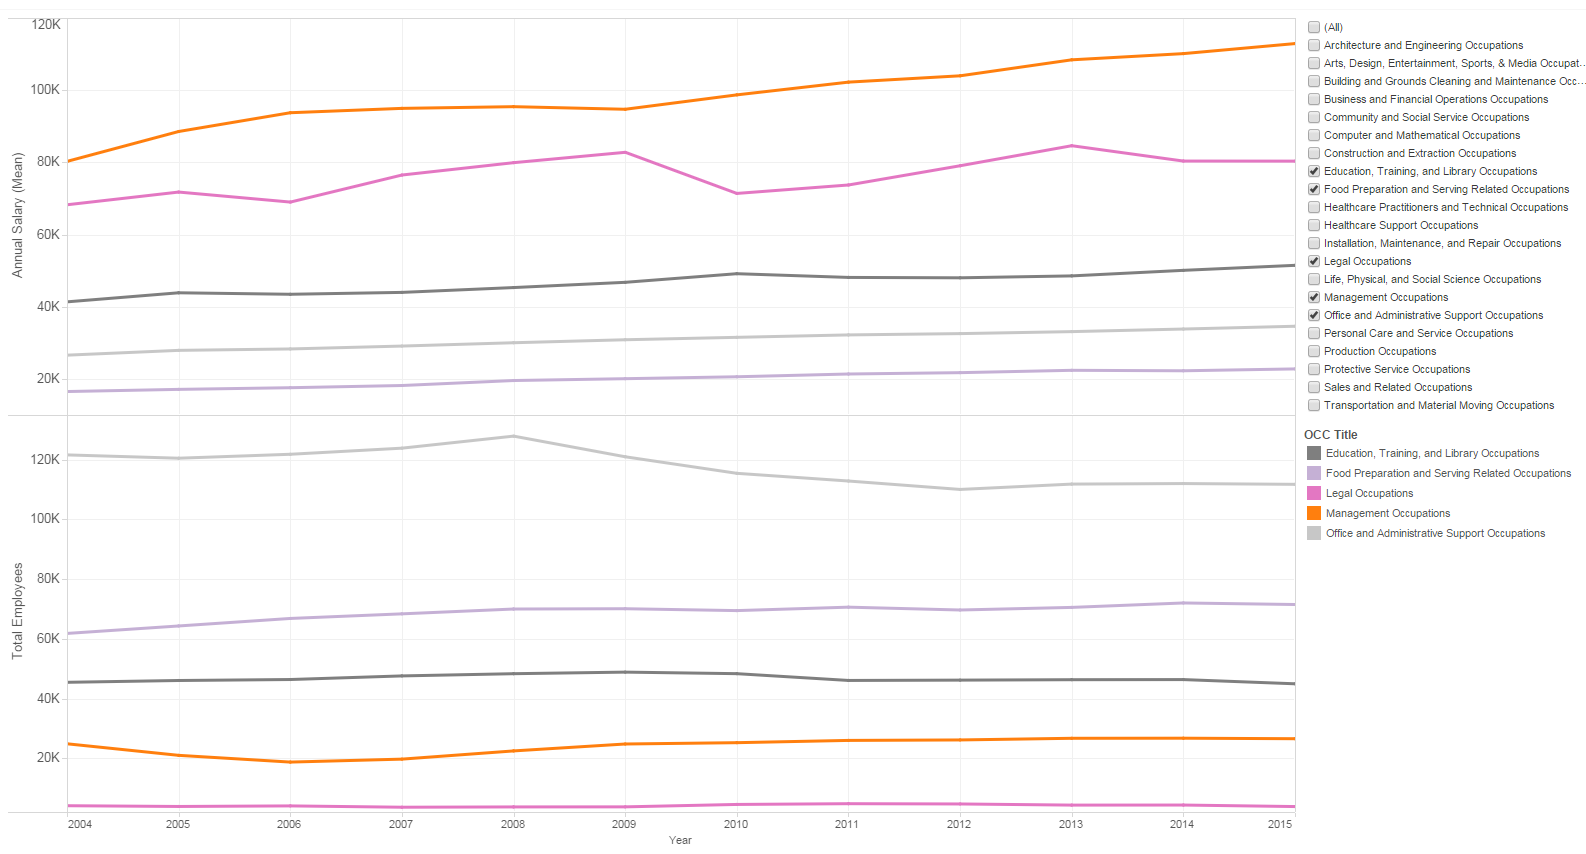 120K
100K
80K
60K
40K
20K
Annual Salary (Mean)
120K
100K
80K
60K
40K
20K
Total Employees
2004 2005 2006 2007 2008 2009 2010 2011 2012 2013 2014 2015
Year
(All)
Architecture and Engineering Occupations
Arts, Design, Entertainment, Sports, & Media Occupat...
Building and Grounds Cleaning and Maintenance Occ...
Business and Financial Operations Occupations
Community and Social Service Occupations
Computer and Mathematical Occupations
Construction and Extraction Occupations
Education, Training, and Library Occupations
Food Preparation and Serving Related Occupations
Healthcare Practitioners and Technical Occupations
Healthcare Support Occupations
Installation, Maintenance, and Repair Occupations
Legal Occupations
Life, Physical, and Social Science Occupations
Management Occupations
Office and Administrative Support Occupations
Personal Care and Service Occupations
Production Occupations
Protective Service Occupations
Sales and Related Occupations
Transportation and Material Moving Occupations
OCC Title
Education, Training, and Library Occupations
Food Preparation and Serving Related Occupations
Legal Occupations
Management Occupations
Office and Administrative Support Occupations